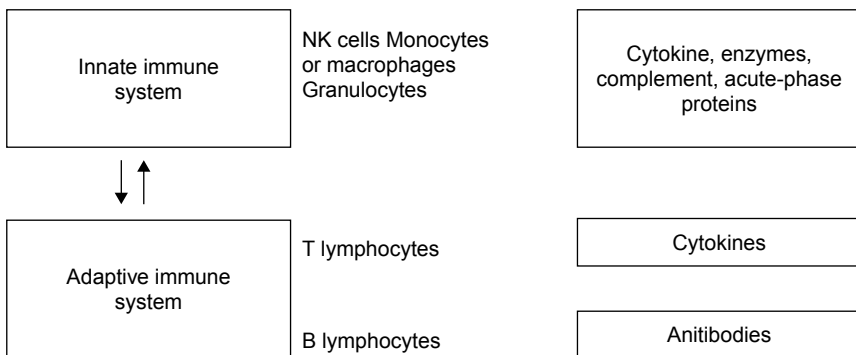 Innate immune
system
NK cells Monocytes
or macrophages
Granulocytes
Cytokine, enzymes,
complement, acute-phase
proteins
Adaptive immune
system
T lymphocytes
Cytokines
B lymphocytes
Anitibodies